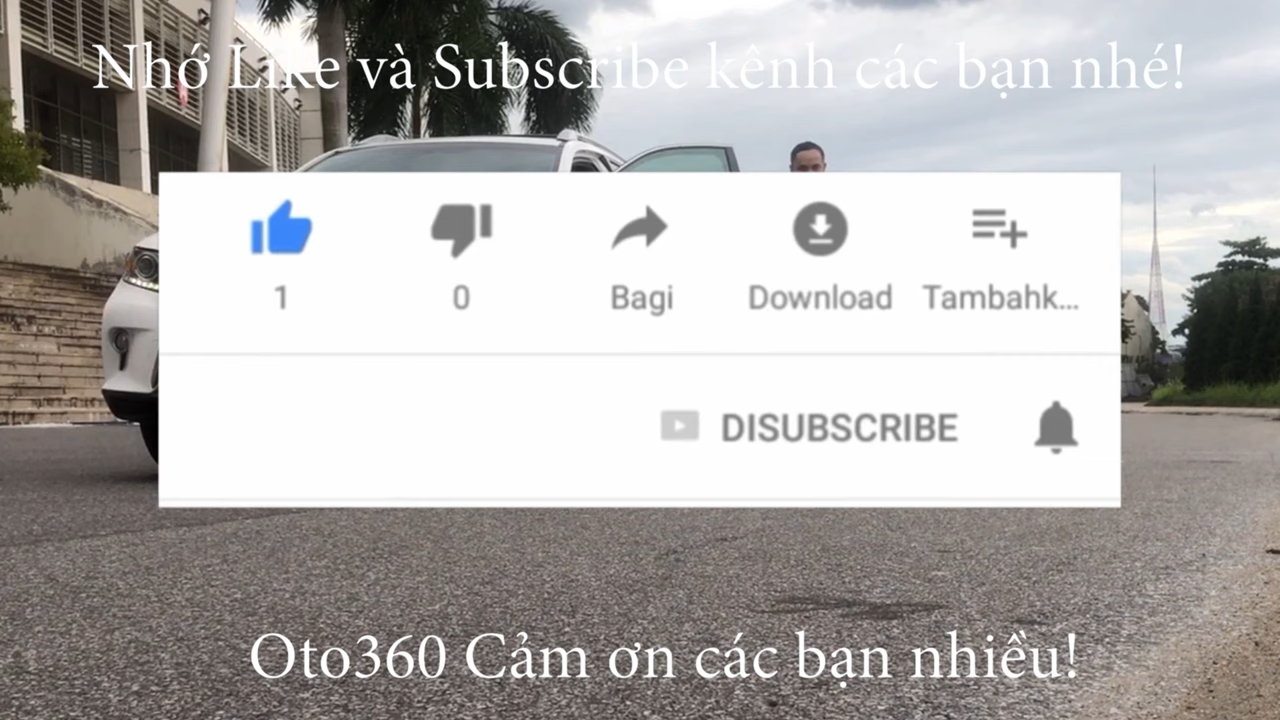 Nhớ Like và Subscribe kênh các bạn nhé!
1
0
Bagi
Download
Tambahk...
DISUBSCRIBE
Oto360 Cảm ơn các bạn nhiều!